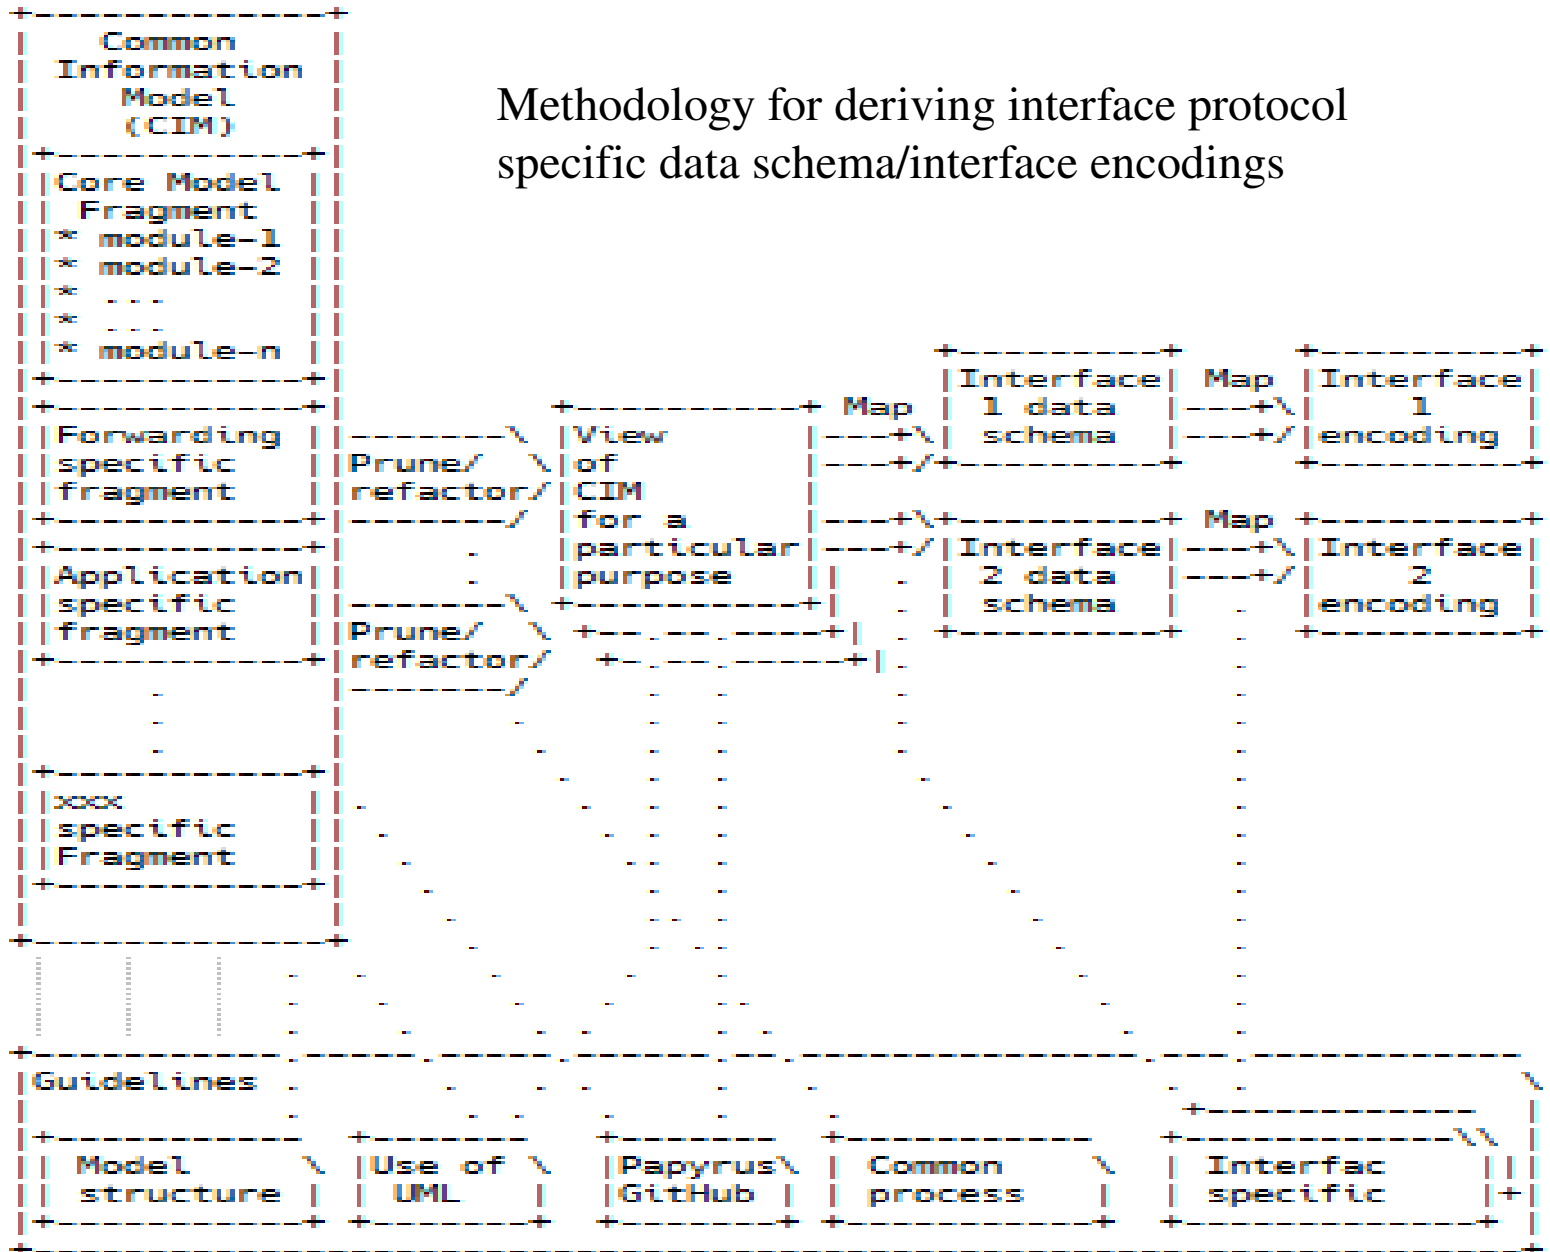 Common
Information
Model
(CIM)
Methodology for deriving interface protocol
specific data schema/interface encodings
Core Model
Fragment
* module-1
* module-2
* ...
* ...
* module-n
Forwarding
specific
fragment
Application
specific
fragment
xxx
specific
Fragment
Prune/
refactor/
Prune/
refactor/
View
of
CIM
for a
particular
purpose
Map
Interface
1 data
schema
Map
Interface
1
encoding
Interface
2 data
schema
Map
Interface
2
encoding
Guidelines
Model
structure
Use of
UML
Papyrus
GitHub
Common
process
Interfac
specific